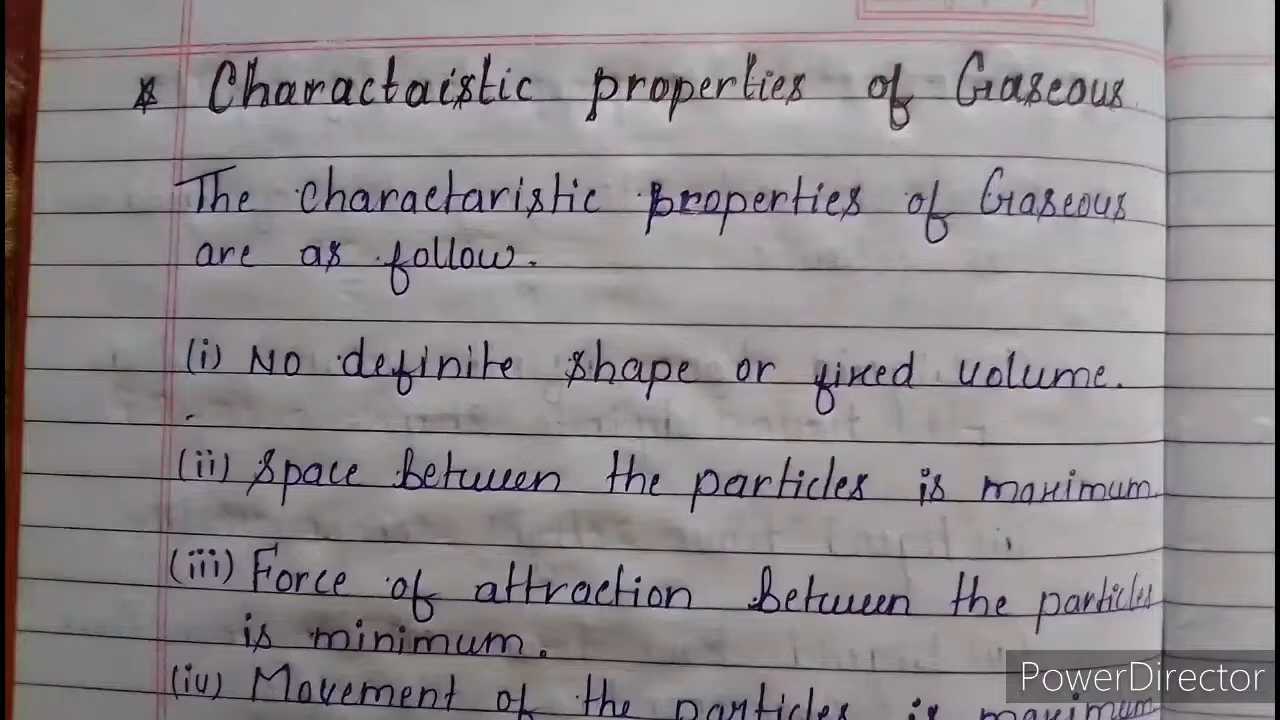 * Charactaistic properties of Gaseous
The charactaristic properties of Gaseous
are as follow.
(i) No definite shape or fixed volume.
(ii) Space between the particles is maximum
(iii) Force of attraction between the particles
is minimum.
(iv) Movement of the particles is maximum
PowerDirector